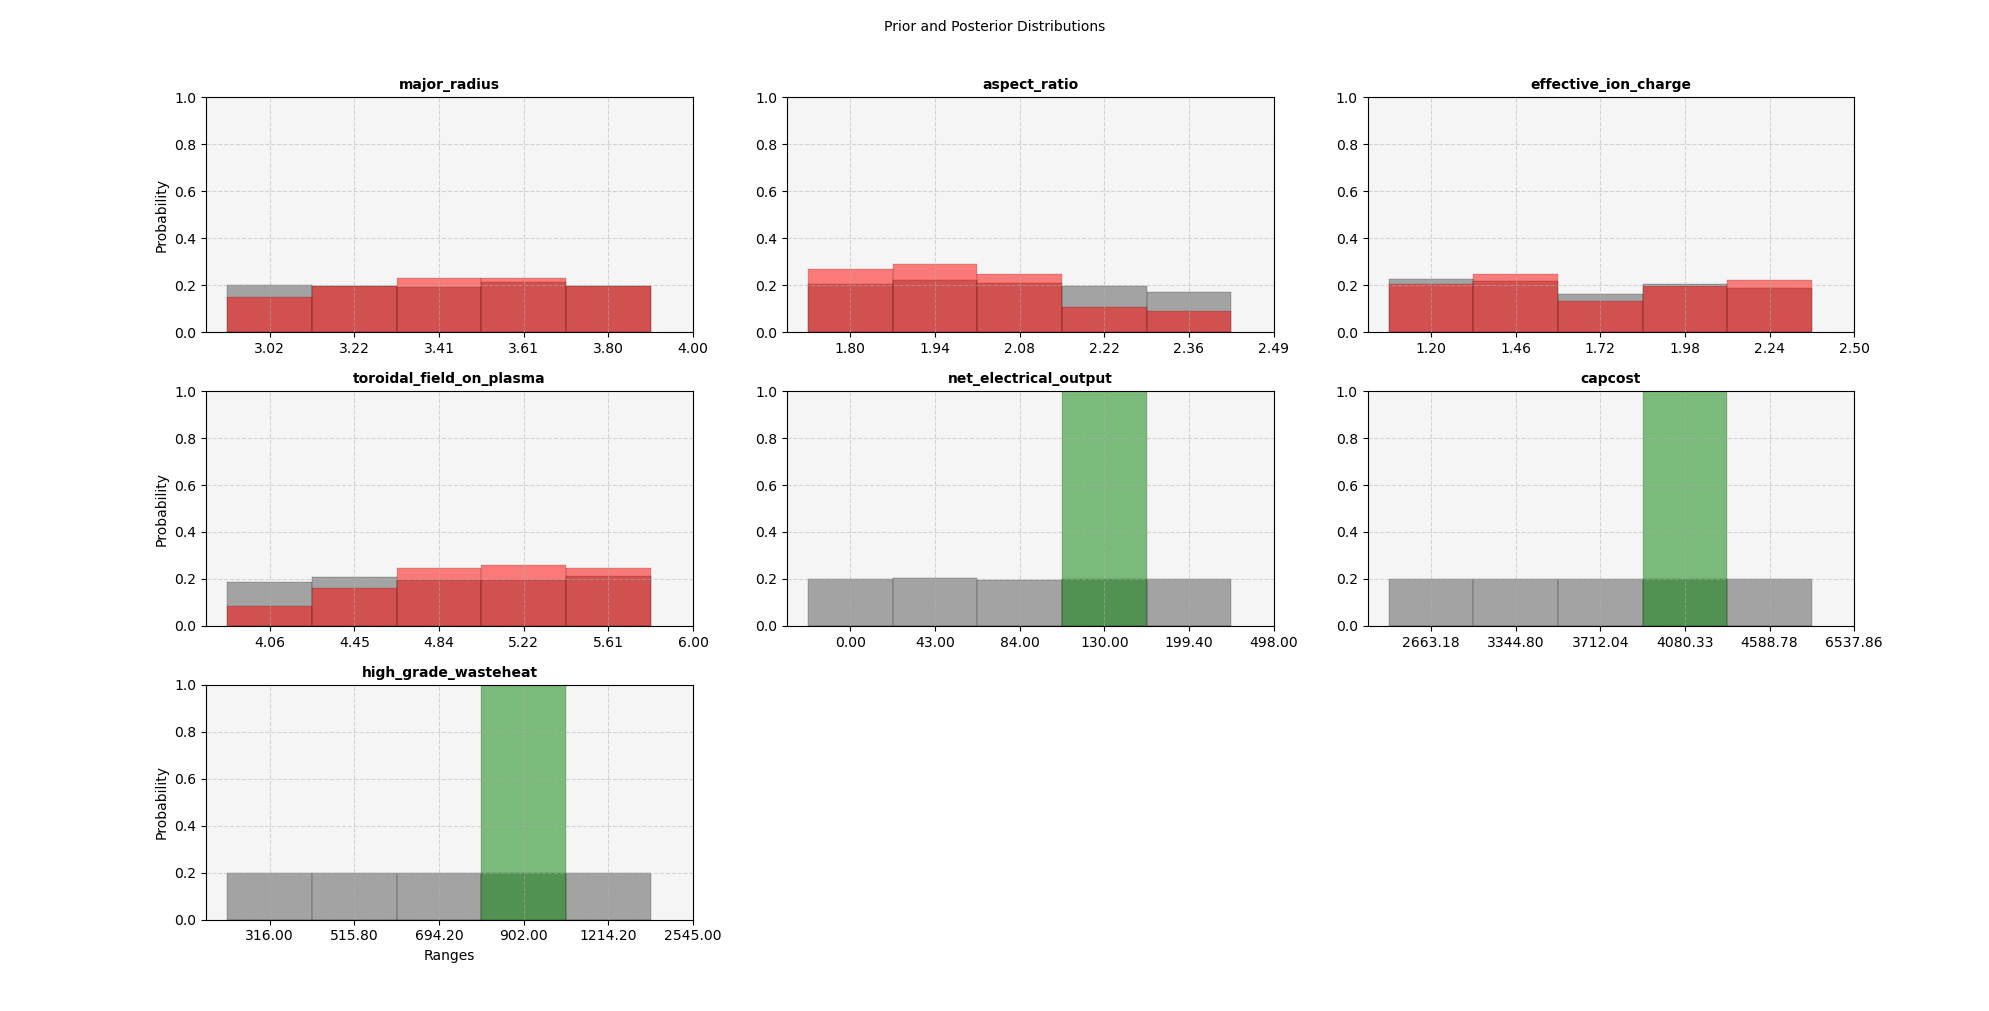 Prior and Posterior Distributions
major_radius
aspect_ratio
effective_ion_charge
1.0
0.8
0.6
0.4
0.2
0.0
Probability
3.02 3.22 3.41 3.61 3.80 4.00
1.0
0.8
0.6
0.4
0.2
0.0
1.80 1.94 2.08 2.22 2.36 2.49
1.0
0.8
0.6
0.4
0.2
0.0
1.20 1.46 1.72 1.98 2.24 2.50
toroidal_field_on_plasma
net_electrical_output
capcost
1.0
0.8
0.6
0.4
0.2
0.0
Probability
4.06 4.45 4.84 5.22 5.61 6.00
1.0
0.8
0.6
0.4
0.2
0.0
0.00 43.00 84.00 130.00 199.40 498.00
1.0
0.8
0.6
0.4
0.2
0.0
2663.18 3344.80 3712.04 4080.33 4588.78 6537.86
high_grade_wasteheat
1.0
0.8
0.6
0.4
0.2
0.0
Probability
316.00 515.80 694.20 902.00 1214.20 2545.00
Ranges